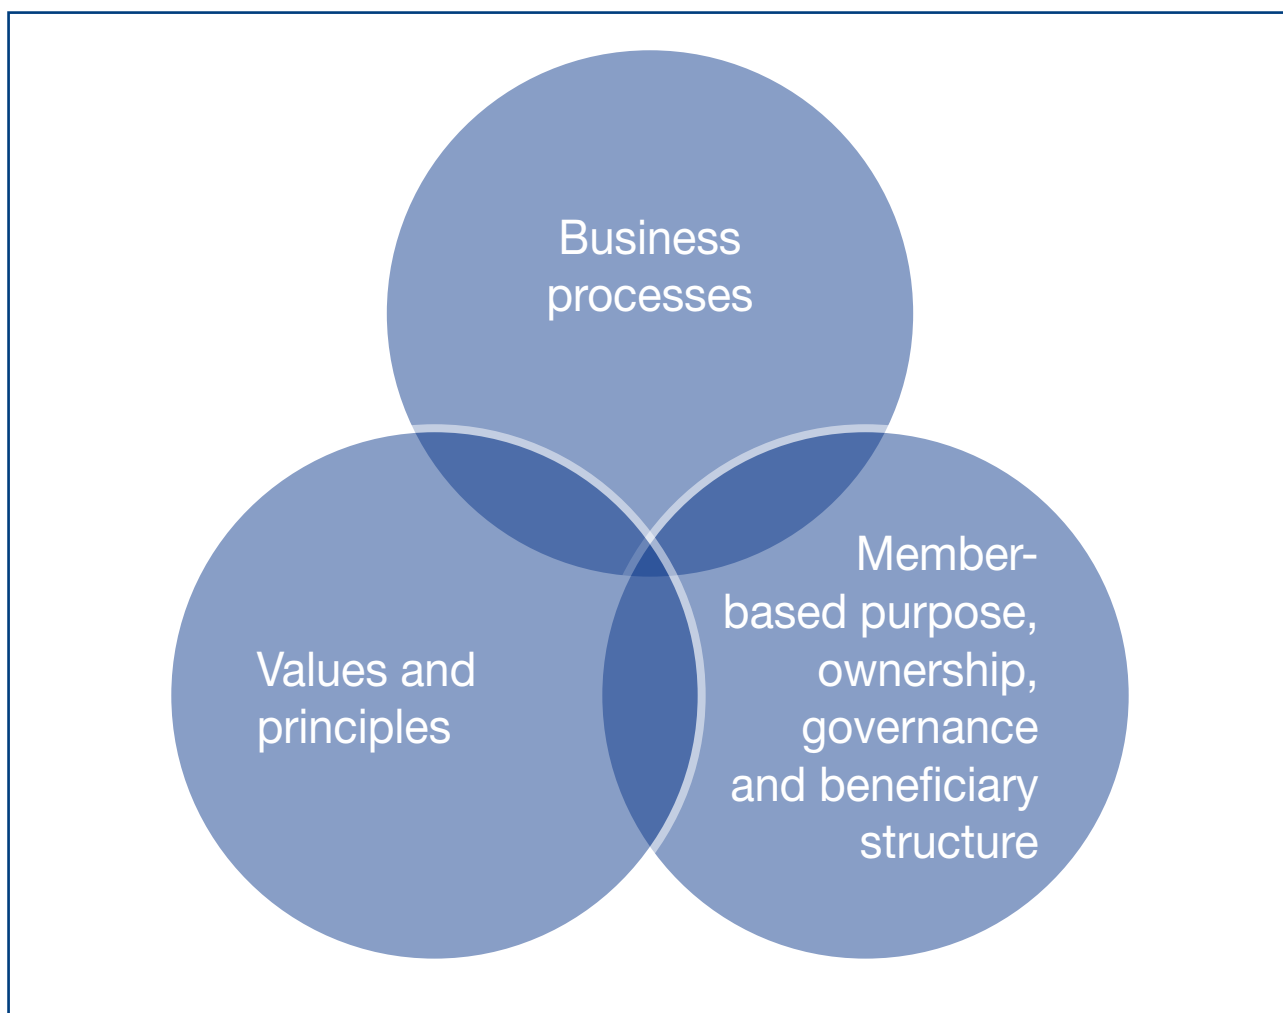 Business
processes
Values and
principles
Member-
based purpose,
ownership,
governance
and beneficiary
structure